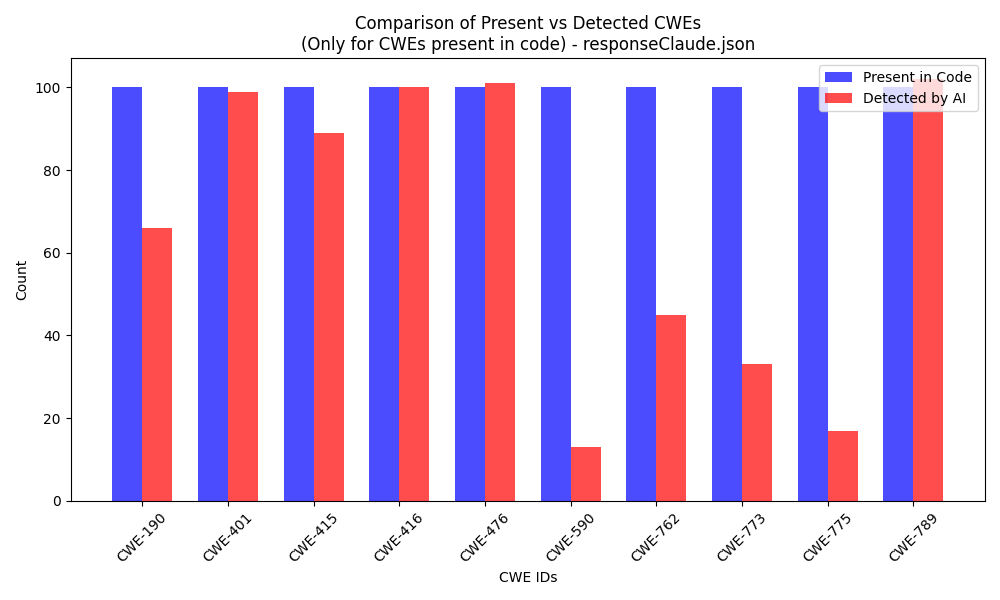 Comparison of Present vs Detected CWEs
(Only for CWEs present in code) - responseClaude.json
Present in Code
Detected by AI
Count
100
80
60
40
20
0
CWE-190
CWE-401
CWE-415
CWE-416
CWE-476
CWE-590
CWE-762
CWE-773
CWE-775
CWE-789
CWE IDs